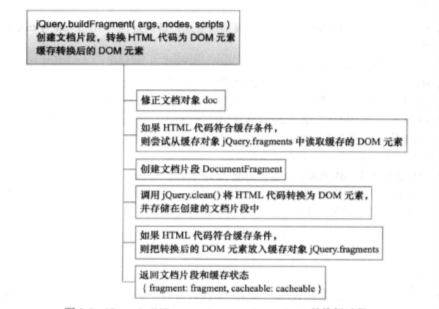 jQuery.buildFragment( args, nodes, scripts )
创建文档片段，转换 HTML 代码为 DOM 元素
缓存转换后的 DOM 元素
修正文档对象 doc
如果 HTML 代码符合缓存条件，
则尝试从缓存对象 jQuery.fragments 中读取缓存的 DOM 元素
创建文档片段 DocumentFragment
调用 jQuery.clean() 将 HTML 代码转换为 DOM 元素，
并存储在创建的文档片段中
如果 HTML 代码符合缓存条件，
则把转换后的 DOM 元素放入缓存对象 jQuery.fragments
返回文档片段和缓存状态
{ fragment: fragment, cacheable: cacheable }